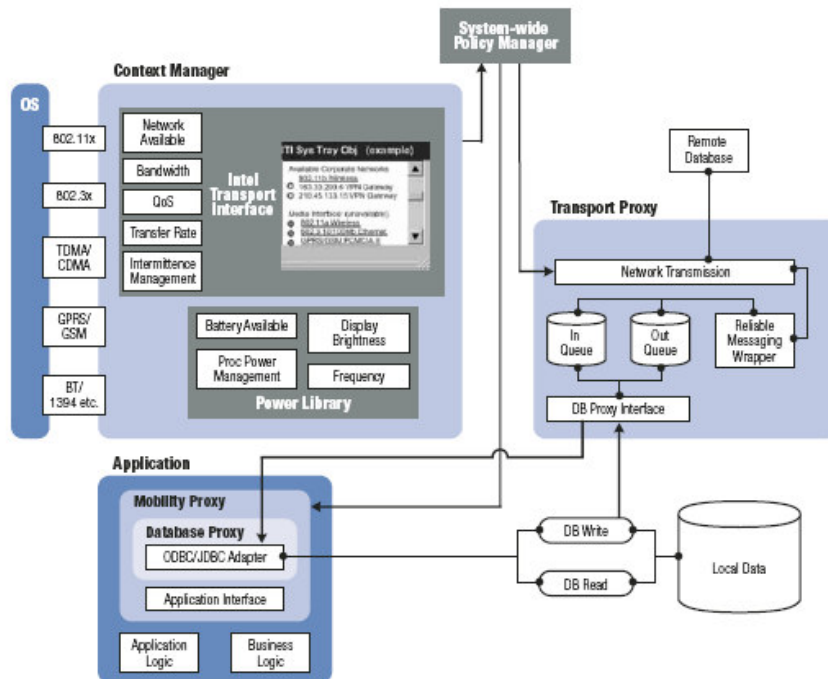 System-wide
Policy Manager
Context Manager
OS
802.11x
802.3x
TDMA/
CDMA
GPRS/
GSM
BT/
1394 etc.
Network
Available
Bandwidth
QoS
Transfer Rate
Intermittence
Management
Intel
Transport
Interface
ITI Sys Tray Obj (example)
Available Corporate Networks
802.11b Wireless
VPN Gateway
VPN Gateway
802.11a Wireless
Battery Available
Display
Brightness
Proc Power
Management
Frequency
Power Library
Remote
Database
Transport Proxy
Network Transmission
In
Queue
Out
Queue
Reliable
Messaging
Wrapper
DB Proxy Interface
Application
Mobility Proxy
Database Proxy
ODBC/JDBC Adapter
Application Interface
Application
Logic
Business
Logic
DB Write
DB Read
Local Data